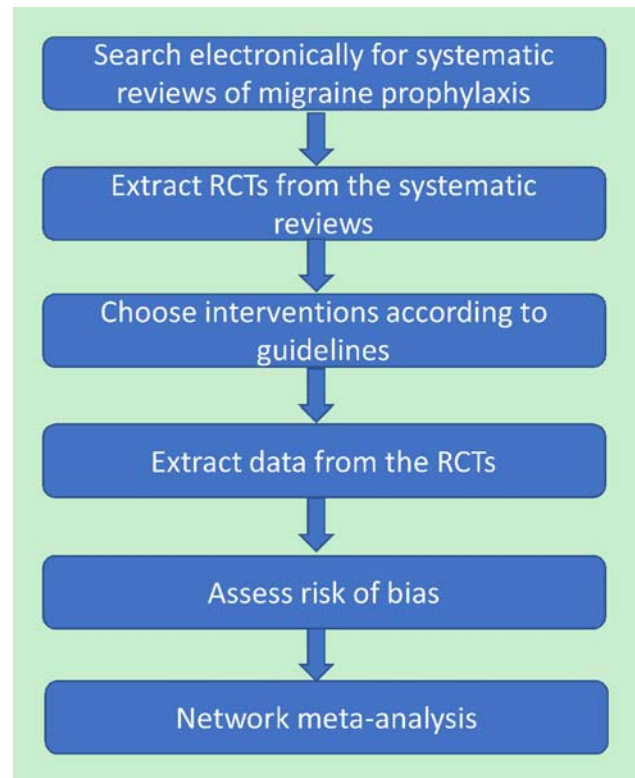 Search electronically for systematic
reviews of migraine prophylaxis
Extract RCTs from the systematic
reviews
Choose interventions according to
guidelines
Extract data from the RCTs
Assess risk of bias
Network meta-analysis